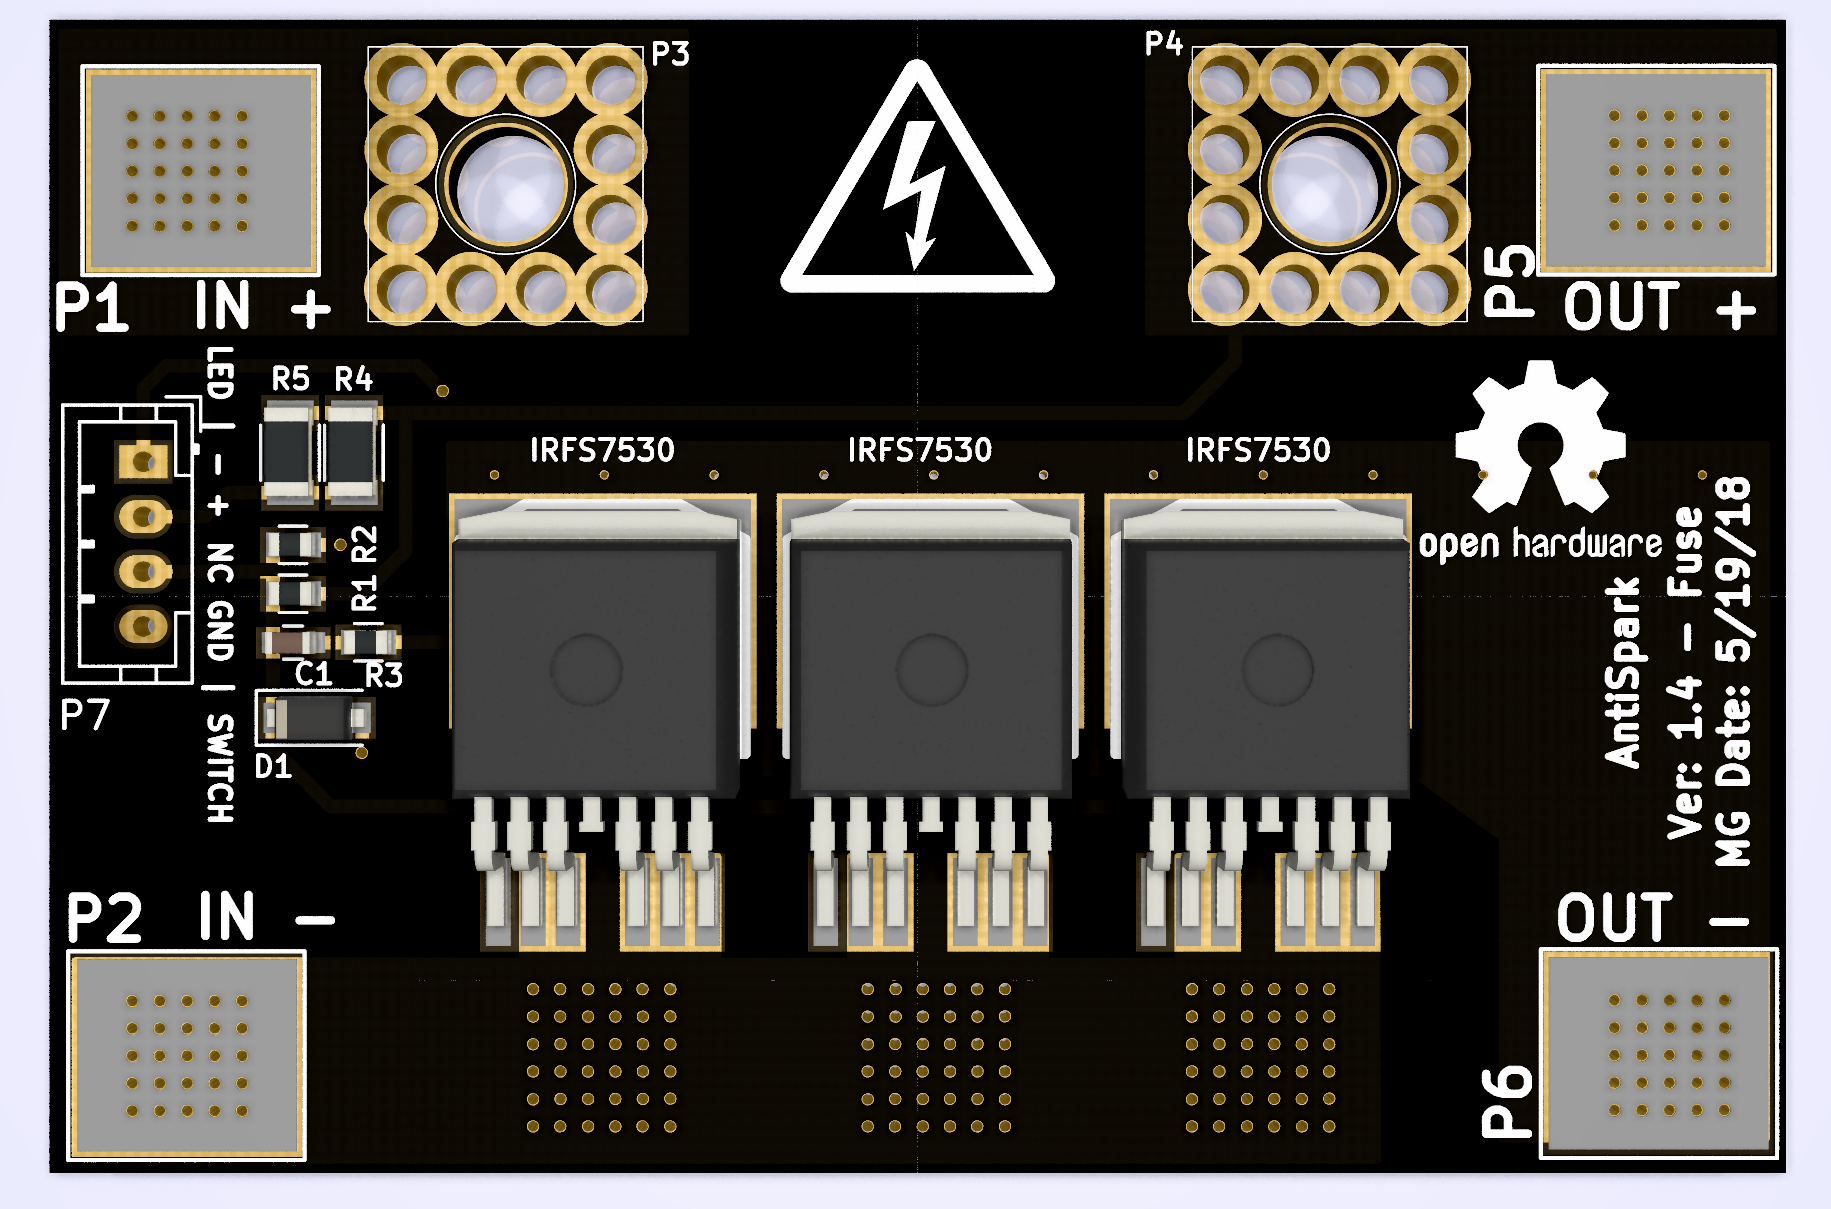 P3
P4
P1 IN +
P5
OUT +
LED | - + NC GND | SWITCH
R5 R4
IRFS7530 IRFS7530 IRFS7530
R2
R1
open hardware
C1 R3
P7
D1
AntiSpark
Ver: 1.4 - Fuse
MG Date:: 5/19/18
P2 IN -
OUT -
P6